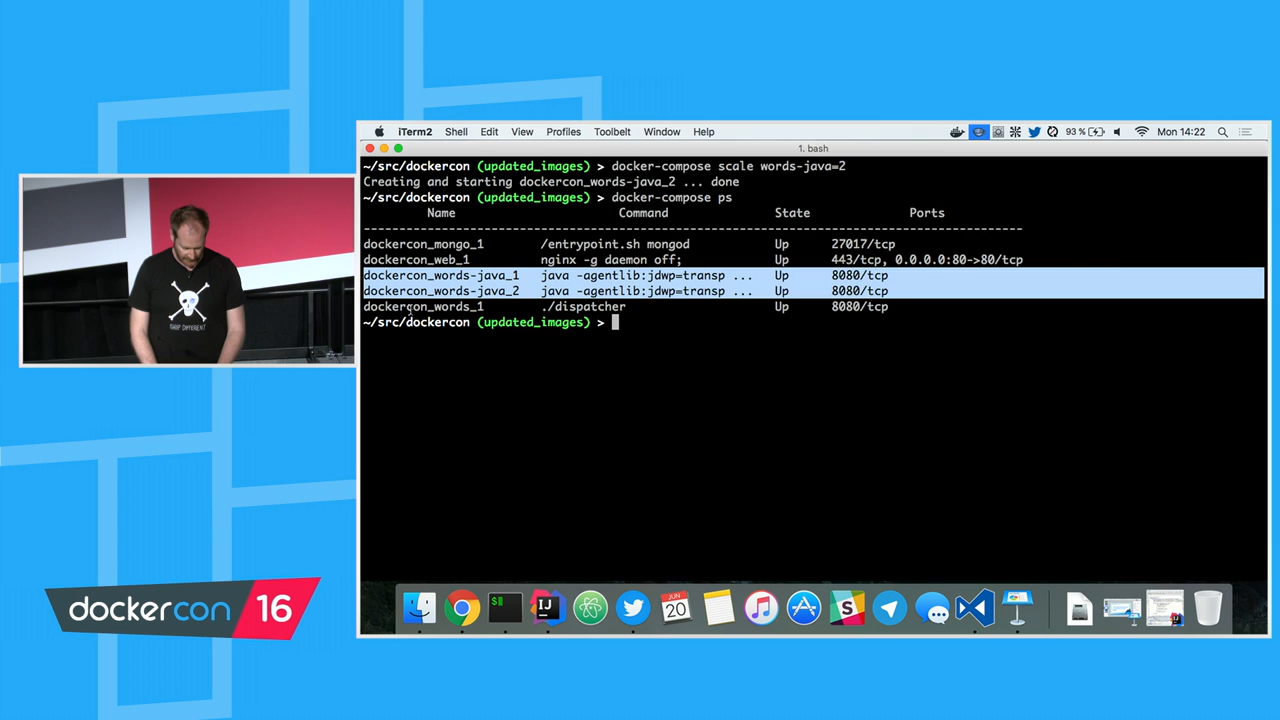 iTerm2 Shell Edit View Profiles Toolbelt Window Help 93 % Mon 14:22
1. bash
~/src/dockercon (updated_images) > docker-compose scale words-java=2
Creating and starting dockercon_words-java_2 ... done
~/src/dockercon (updated_images) > docker-compose ps
Name Command State Ports
--------------------------------------------------------------------------------------------
dockercon_mongo_1 /entrypoint.sh mongod Up 27017/tcp
dockercon_web_1 nginx -g daemon off; Up 443/tcp, 0.0.0.0:80->80/tcp
dockercon_words-java_1 java -agentlib:jdwp=transp ... Up 8080/tcp
dockercon_words-java_2 java -agentlib:jdwp=transp ... Up 8080/tcp
dockercon_words_1 ./dispatcher Up 8080/tcp
~/src/dockercon (updated_images) >
DIFFERENT
$
IJ
JUN
20
S
dockercon 16